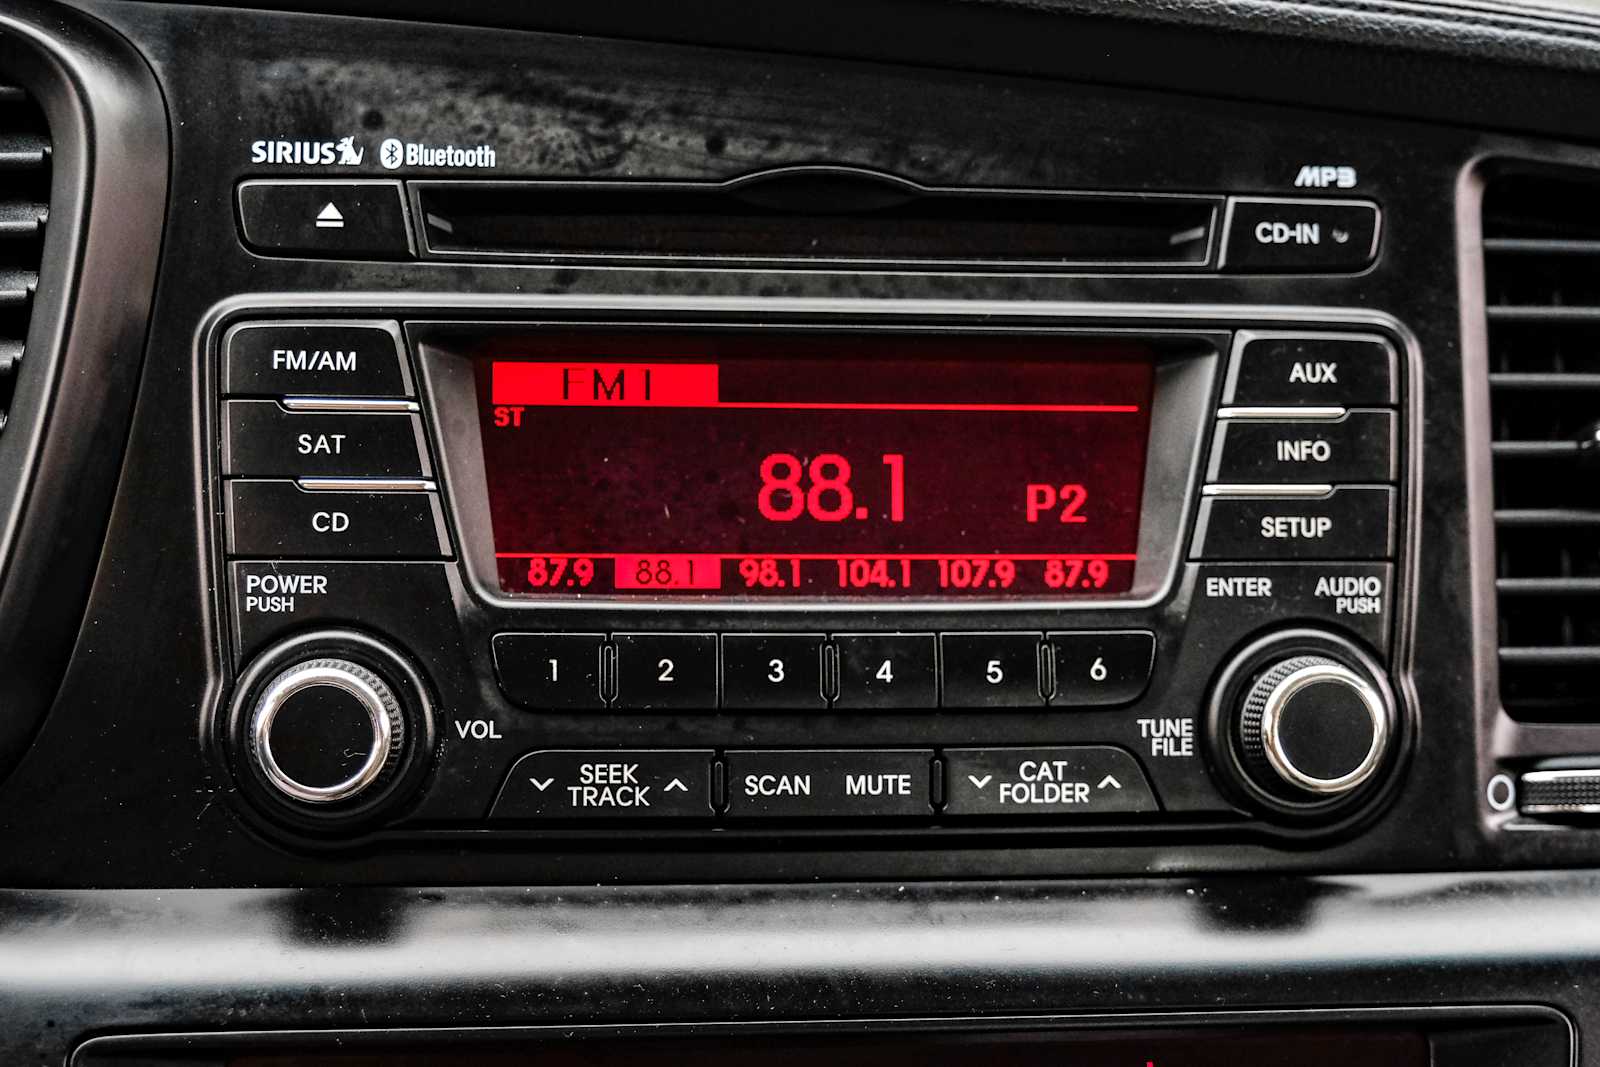 SIRIUS Bluetooth
MP3
CD-IN
FM/AM
SAT
CD
POWER
PUSH
FM1
ST
88.1 P2
87.9 88.1 98.1 104.1 107.9 87.9
AUX
INFO
SETUP
ENTER
AUDIO
PUSH
1 2 3 4 5 6
VOL
TUNE
FILE
SEEK
TRACK
SCAN MUTE
CAT
FOLDER